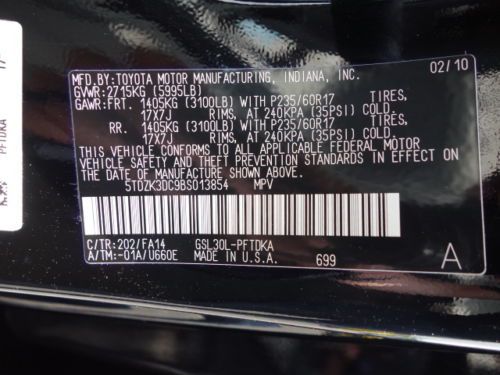 MFD.BY:TOYOTA MOTOR MANUFACTURING, INDIANA, INC. 02/10
GVWR:2715KG (5995LB)
GAWR:FRT. 1405KG (3100LB) WITH P235/60R17 TIRES,
17X7J RIMS, AT 240KPA (35PSI) COLD.
RR. 1405KG (3100LB) WITH P235/60R17 TIRES,
17X7J RIMS, AT 240KPA (35PSI) COLD.
THIS VEHICLE CONFORMS TO ALL APPLICABLE FEDERAL MOTOR
VEHICLE SAFETY AND THEFT PREVENTION STANDARDS IN EFFECT ON
THE DATE OF MANUFACTURE SHOWN ABOVE.
5TDZK3DC9BS013854 MPV
C/TR:202/FA14 GSL30L-PFTDKA
A/TM:-01A/U660E MADE IN U.S.A. 699 A
PFTDKA